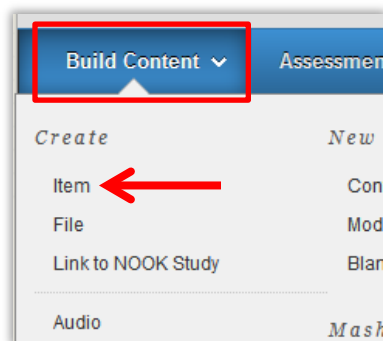 Build Content Assessmen
Create New
Item Con
File Mod
Link to NOOK Study Blan
Audio
Mash